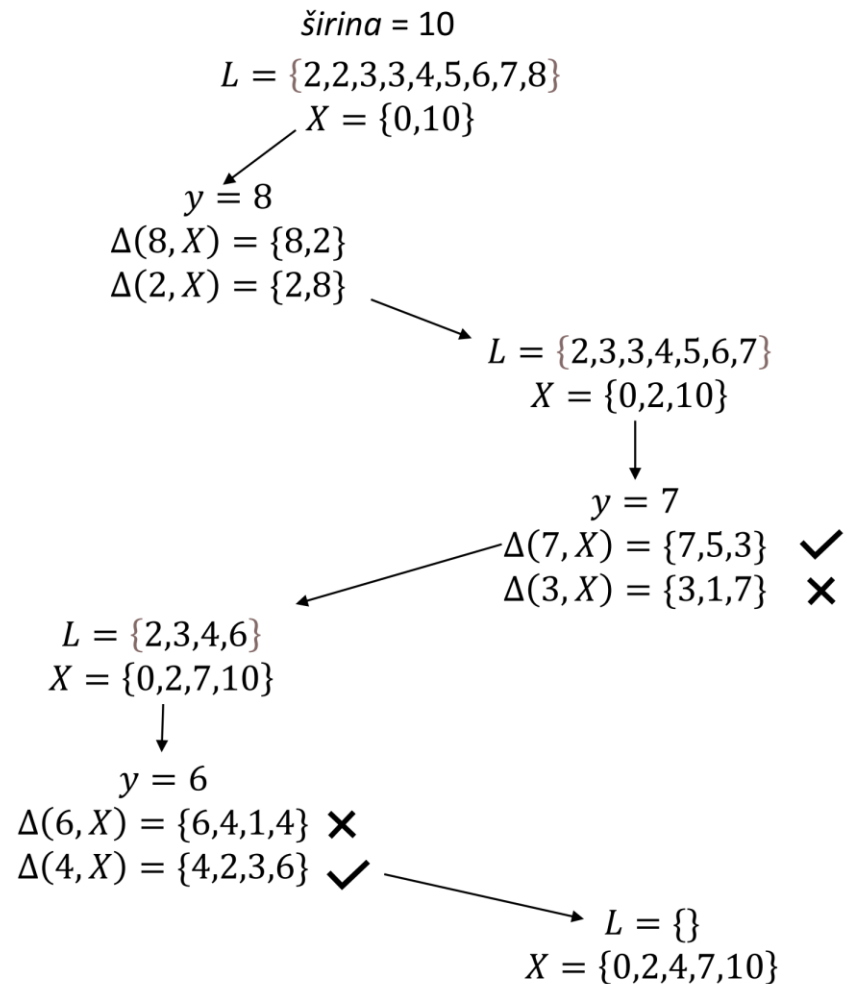 širina = 10
L = {2,2,3,3,4,5,6,7,8}
X = {0,10}
y = 8
Δ(8, X) = {8,2}
Δ(2, X) = {2,8}
L = {2,3,3,4,5,6,7}
X = {0,2,10}
y = 7
Δ(7, X) = {7,5,3} ✓
Δ(3, X) = {3,1,7} ×
L = {2,3,4,6}
X = {0,2,7,10}
y = 6
Δ(6, X) = {6,4,1,4} ×
Δ(4, X) = {4,2,3,6} ✓
L = {}
X = {0,2,4,7,10}